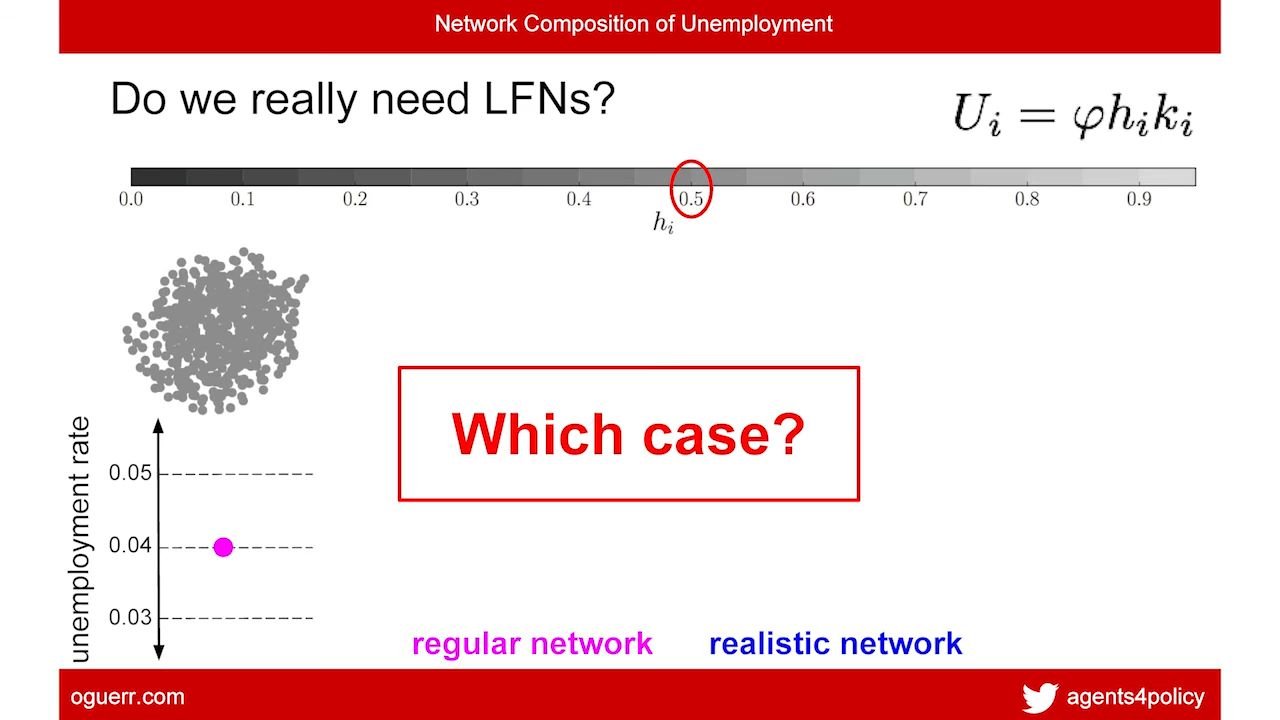 Network Composition of Unemployment
Do we really need LFNs?
U_i = φh_ik_i
0.0 0.1 0.2 0.3 0.4 0.5 0.6 0.7 0.8 0.9
h_i
Which case?
unemployment rate
0.05
0.04
0.03
regular network realistic network
oguerr.com agents4policy